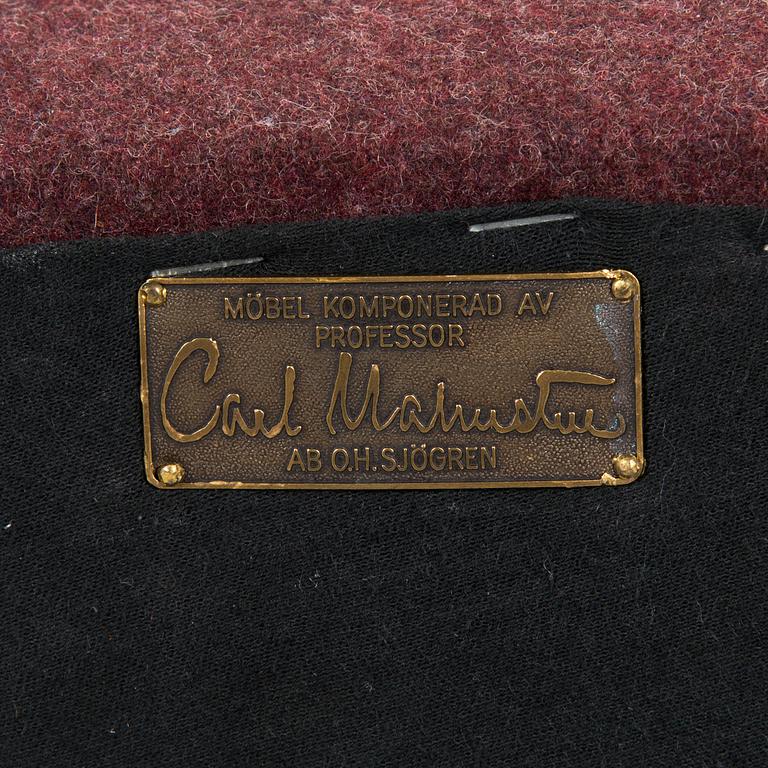 MÖBEL KOMPONERAD AV
PROFESSOR
Carl Malmsten
AB O.H. SJÖGREN